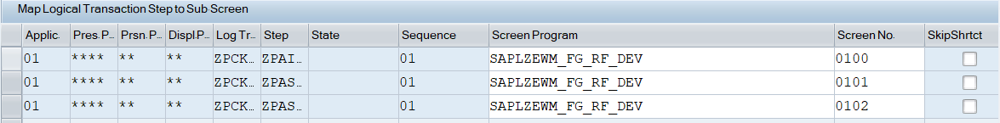 Map Logical Transaction Step to Sub Screen
Applic. Pres. P... Prsn. P... Displ.P... Log Tr... Step State Sequence Screen Program Screen No. SkipShrtct
01 **** ** ** ZPCK... ZPAI... 01 SAPLZEWM_FG_RF_DEV 0100
01 **** ** ** ZPCK... ZPAS... 01 SAPLZEWM_FG_RF_DEV 0101
01 **** ** ** ZPCK... ZPAS... 01 SAPLZEWM_FG_RF_DEV 0102